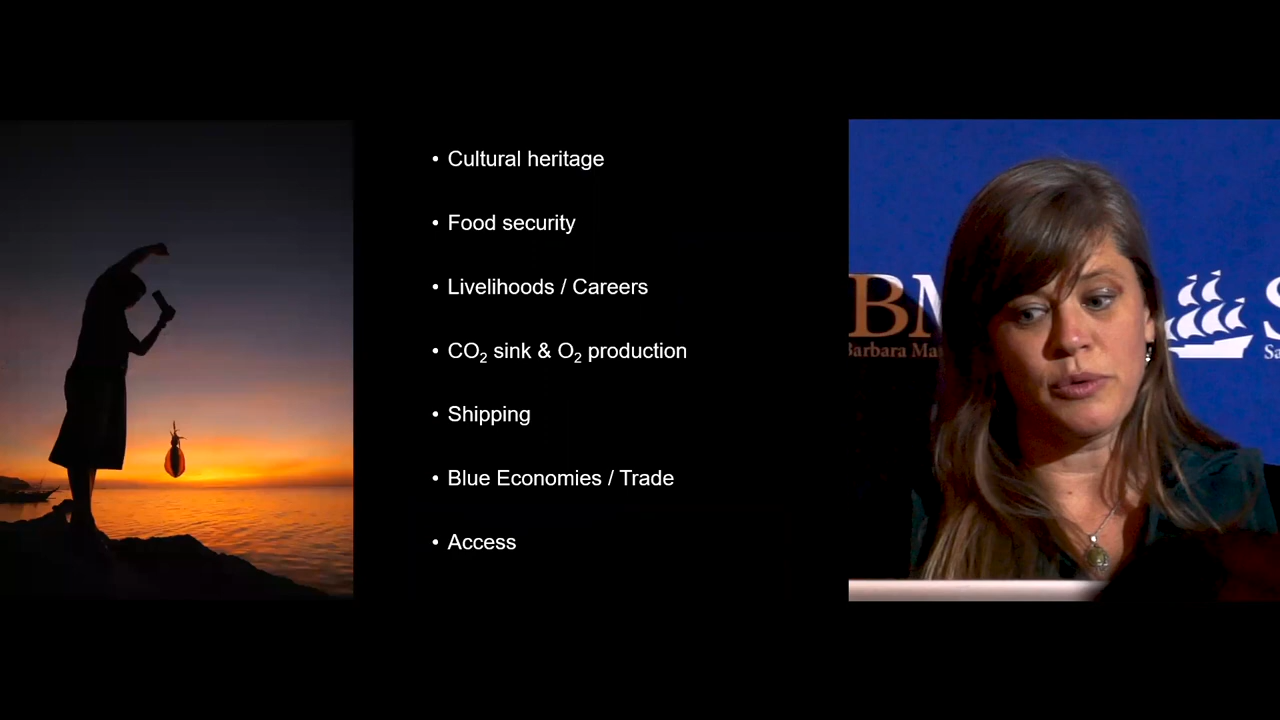 • Cultural heritage
• Food security
• Livelihoods / Careers
• CO₂ sink & O₂ production
• Shipping
• Blue Economies / Trade
• Access
BM
Barbara Ma
S
Sa